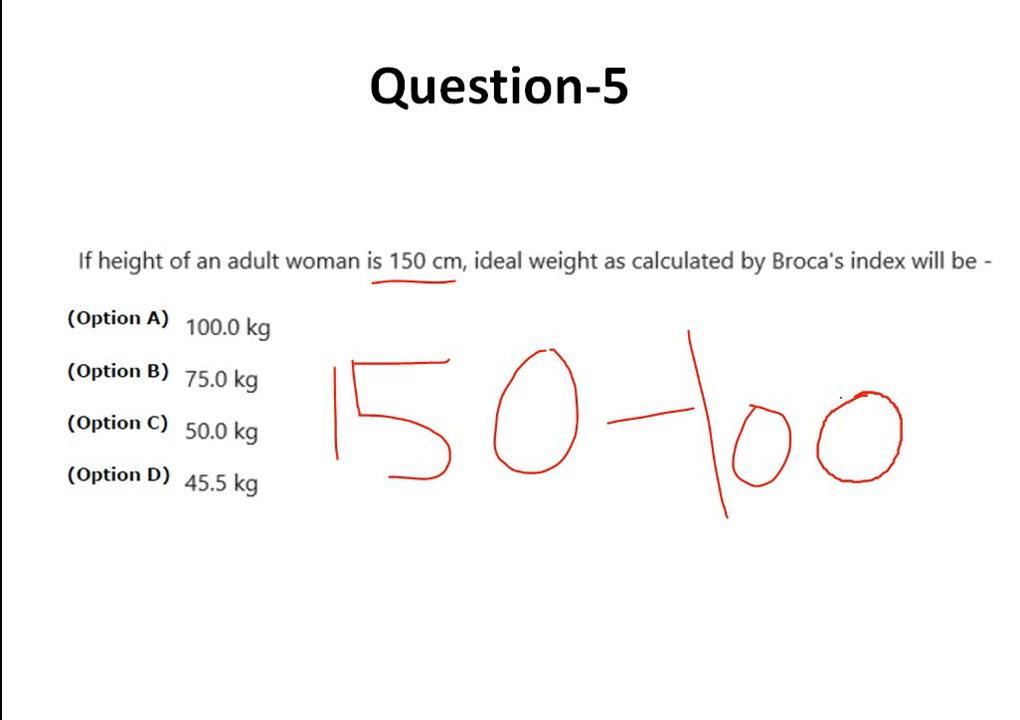 Question-5
If height of an adult woman is 150 cm, ideal weight as calculated by Broca's index will be -
(Option A) 100.0 kg
(Option B) 75.0 kg
(Option C) 50.0 kg
(Option D) 45.5 kg
150-100